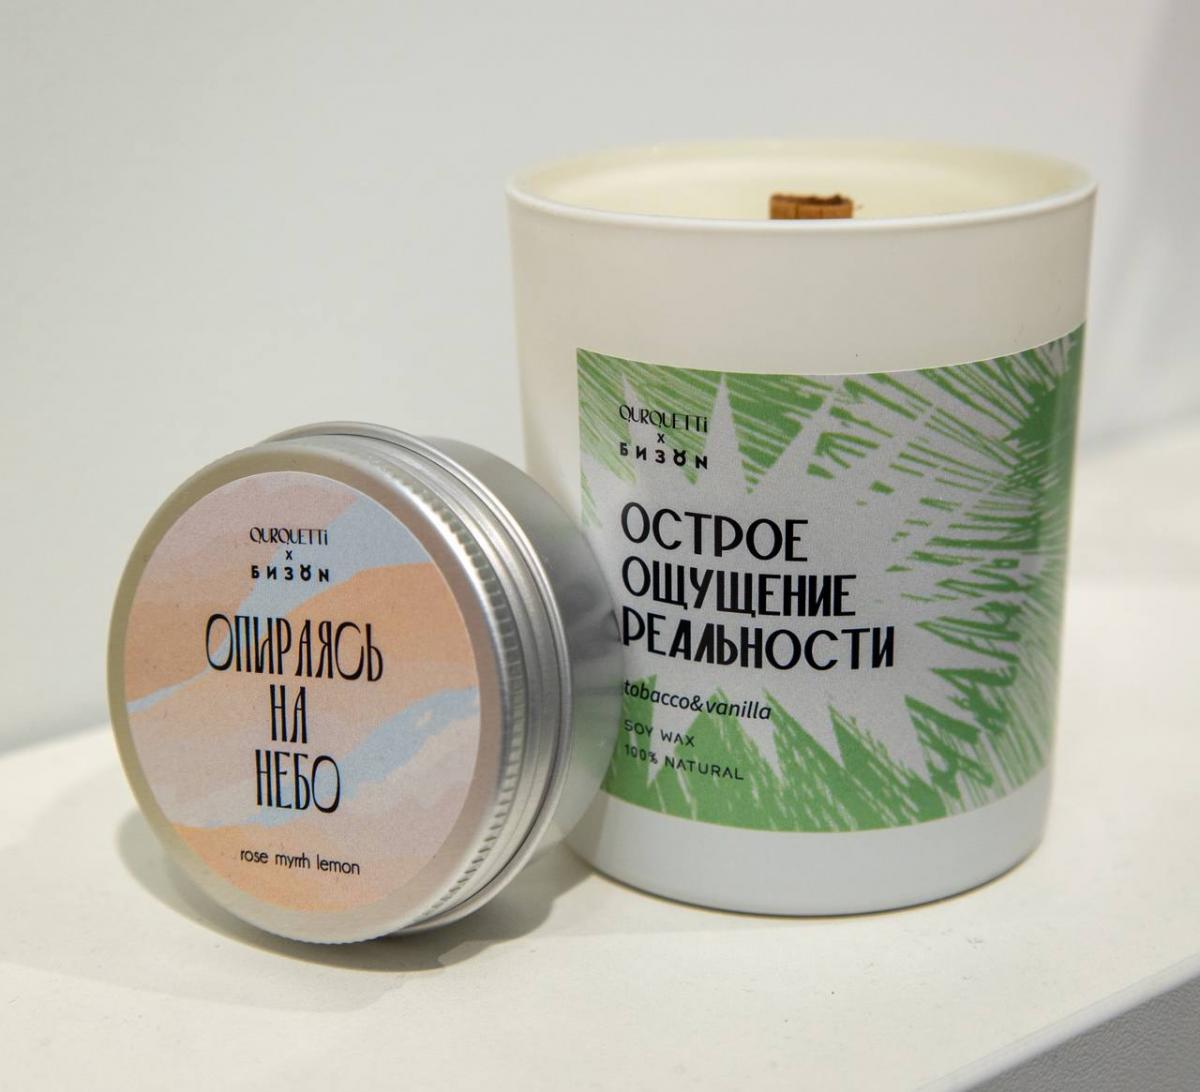 QURQUETTi
x
БИЗОN
ОПИРАЯСЬ
НА
НЕБО
rose myrrh lemon
QURQUETTi
x
БИЗОN
ОСТРОЕ
ОЩУЩЕНИЕ
РЕАЛЬНОСТИ
tobacco&vanilla
SOY WAX
100% NATURAL